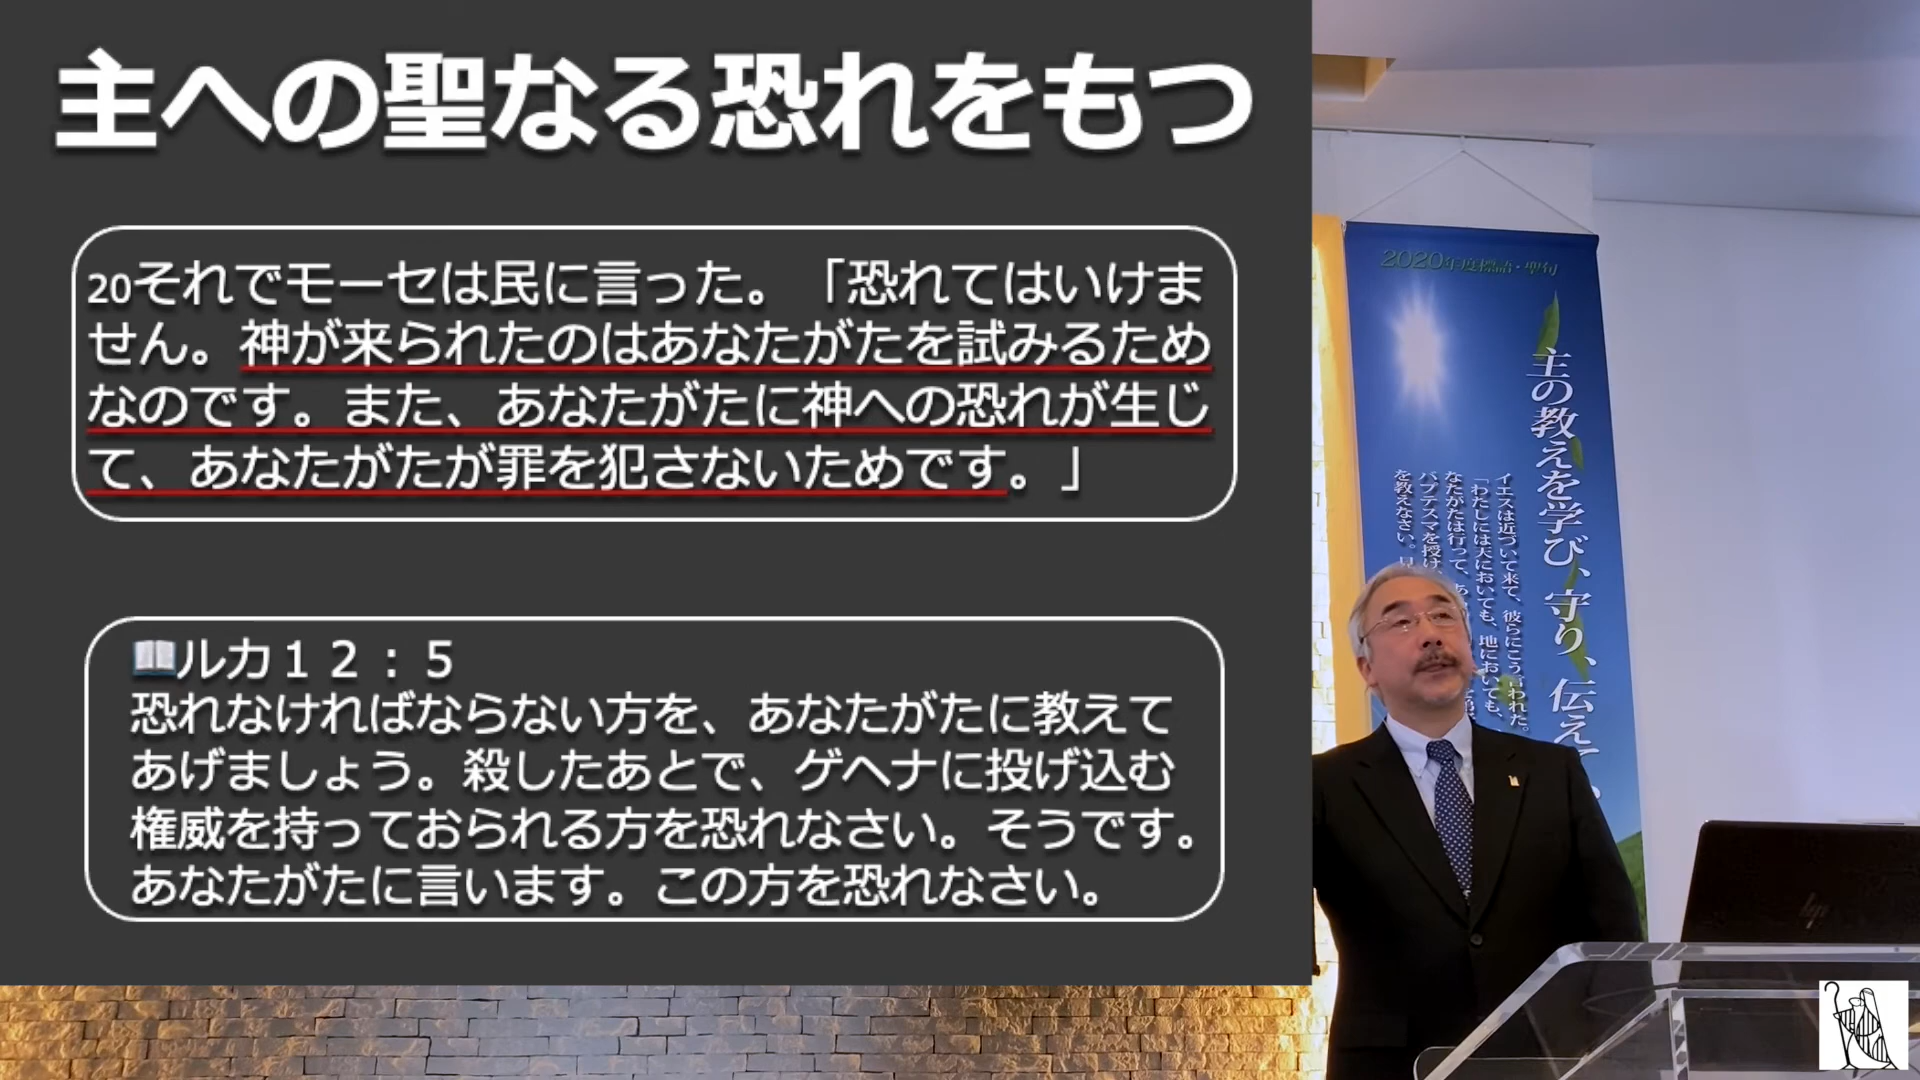 主への聖なる恐れをもつ
20それでモーセは民に言った。「恐れてはいけま
せん。神が来られたのはあなたがたを試みるため
なのです。また、あなたがたに神への恐れが生じ
て、あなたがたが罪を犯さないためです。」
📖ルカ１２：５
恐れなければならない方を、あなたがたに教えて
あげましょう。殺したあとで、ゲヘナに投げ込む
権威を持っておられる方を恐れなさい。そうです。
あなたがたに言います。この方を恐れなさい。
2020年度標語・聖句
主の教えを学び、守り、伝えて
イエスは近づいて来て、彼らにこう言われた。
「わたしには天においても、地においても、
なたがたは行って、あ
バプテスマを授け、
を教えなさい。見
hp